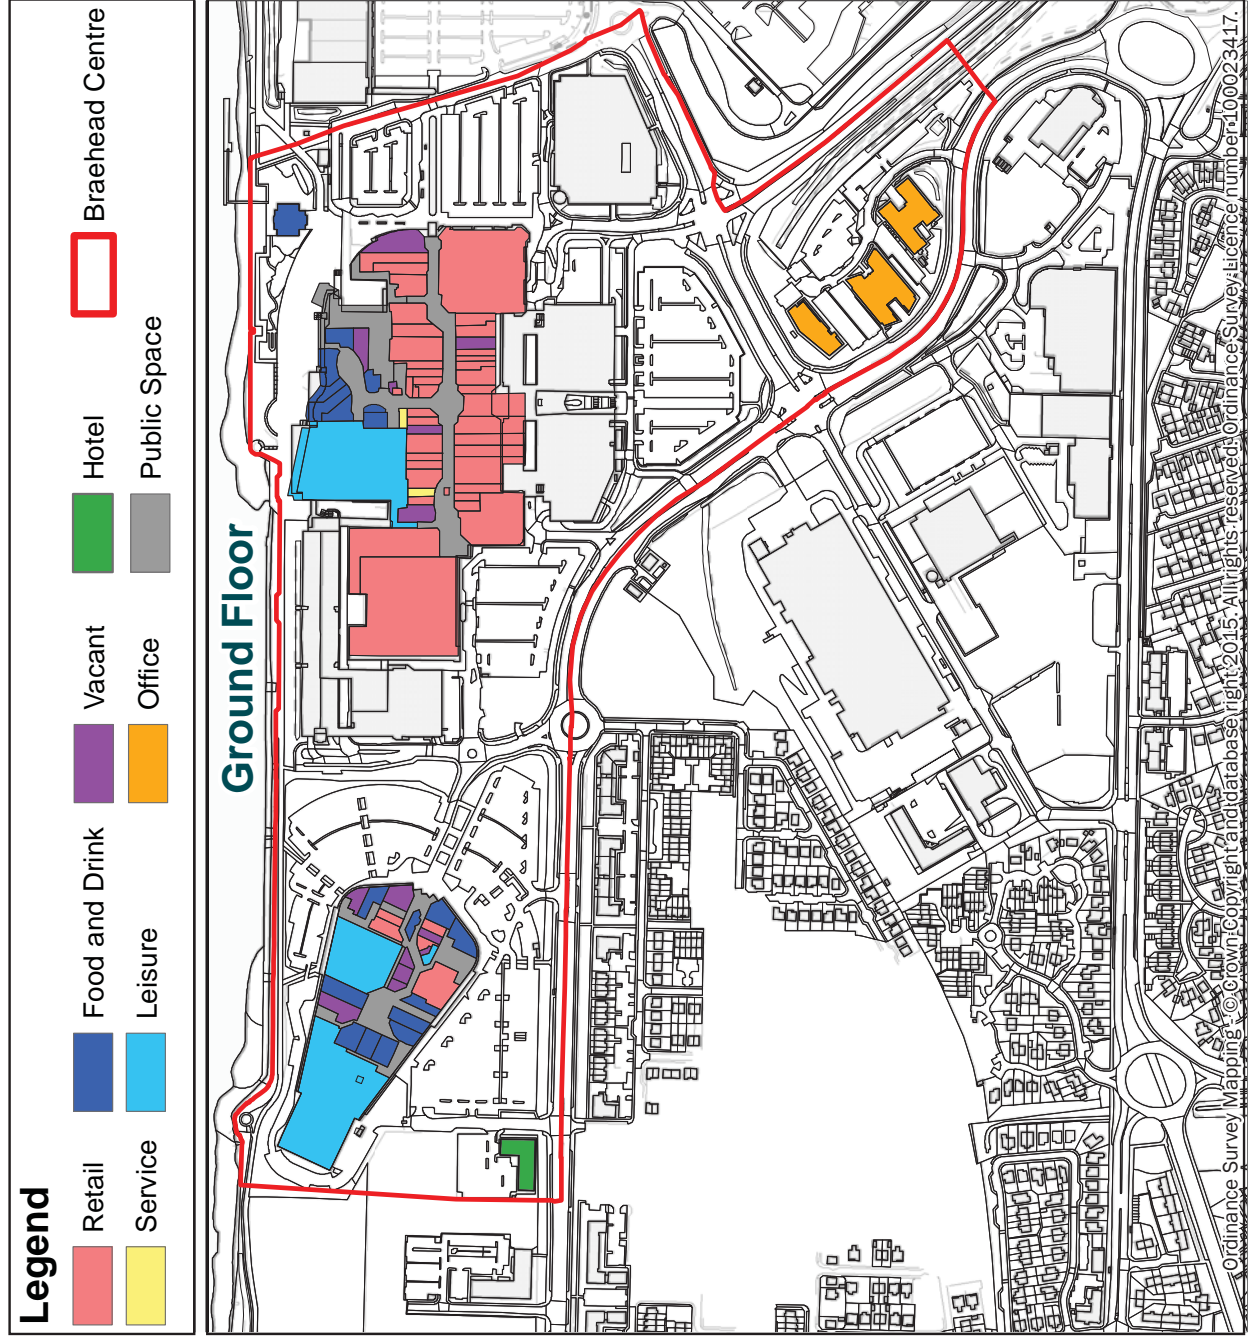 Legend
Retail
Food and Drink
Vacant
Hotel
Braehead Centre
Service
Leisure
Office
Public Space
Ground Floor
Ordinance Survey Mapping - © Crown copyright and database right 2015. All rights reserved. Ordnance Survey Licence number 100023417.